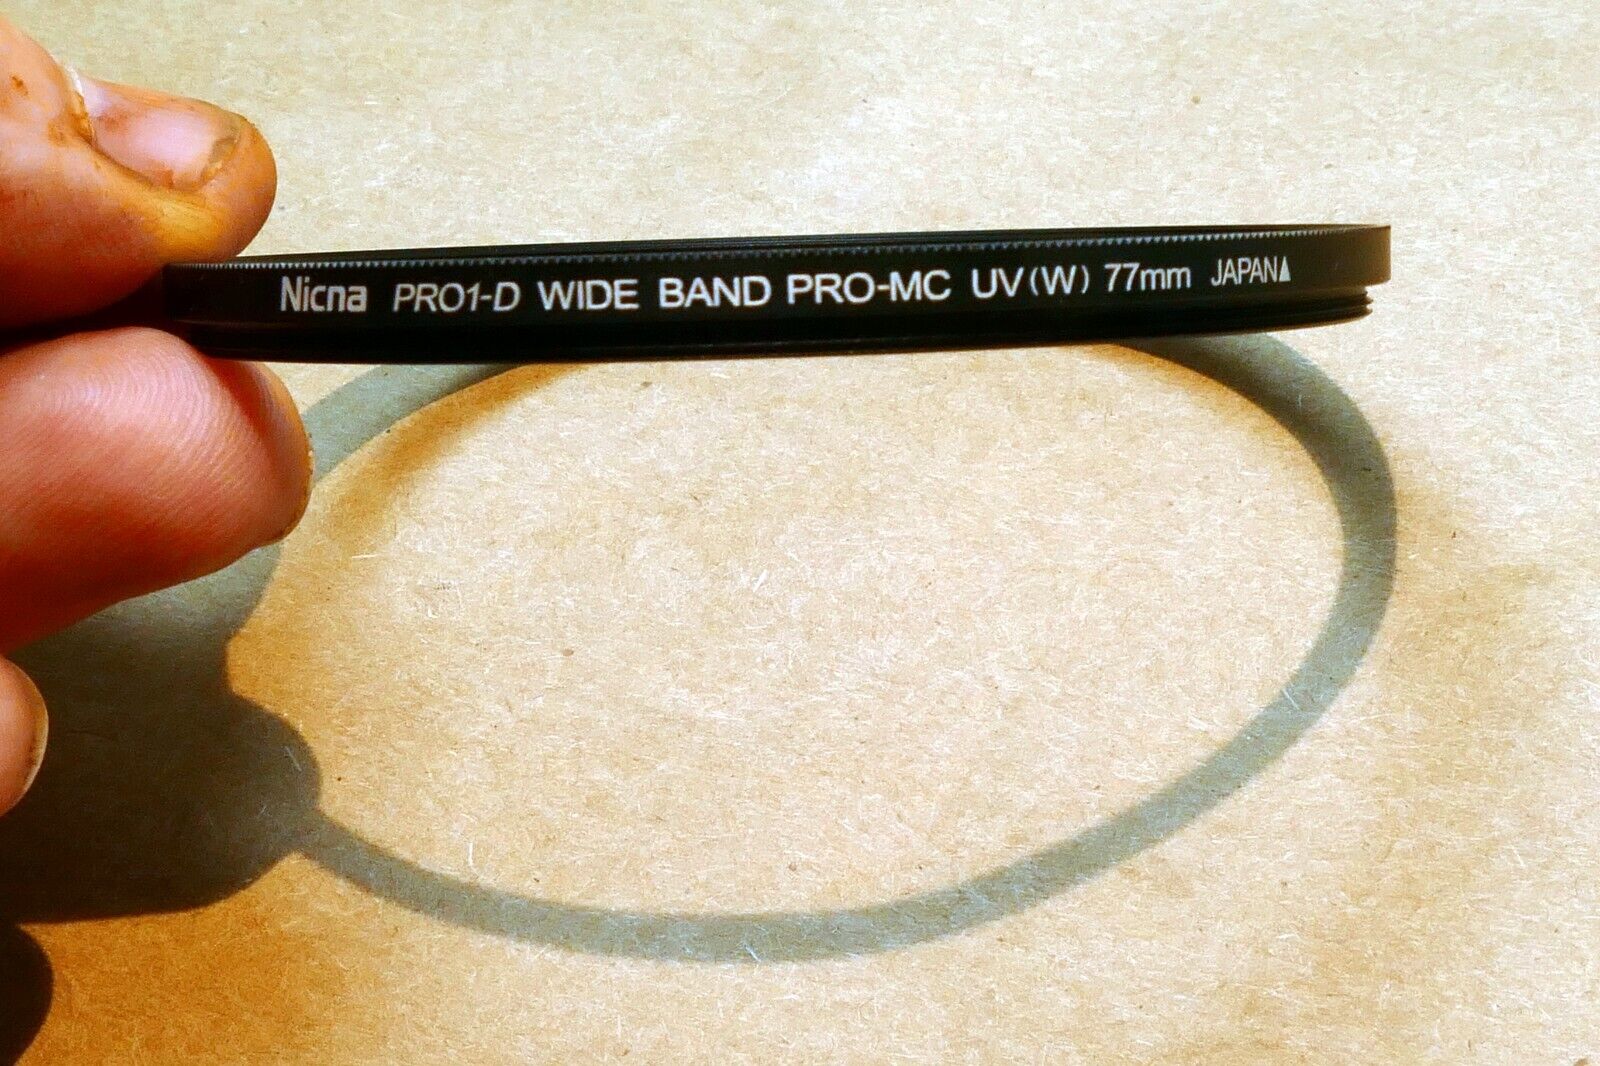 Nicna PRO1-D WIDE BAND PRO-MC UV(W) 77mm JAPAN▲